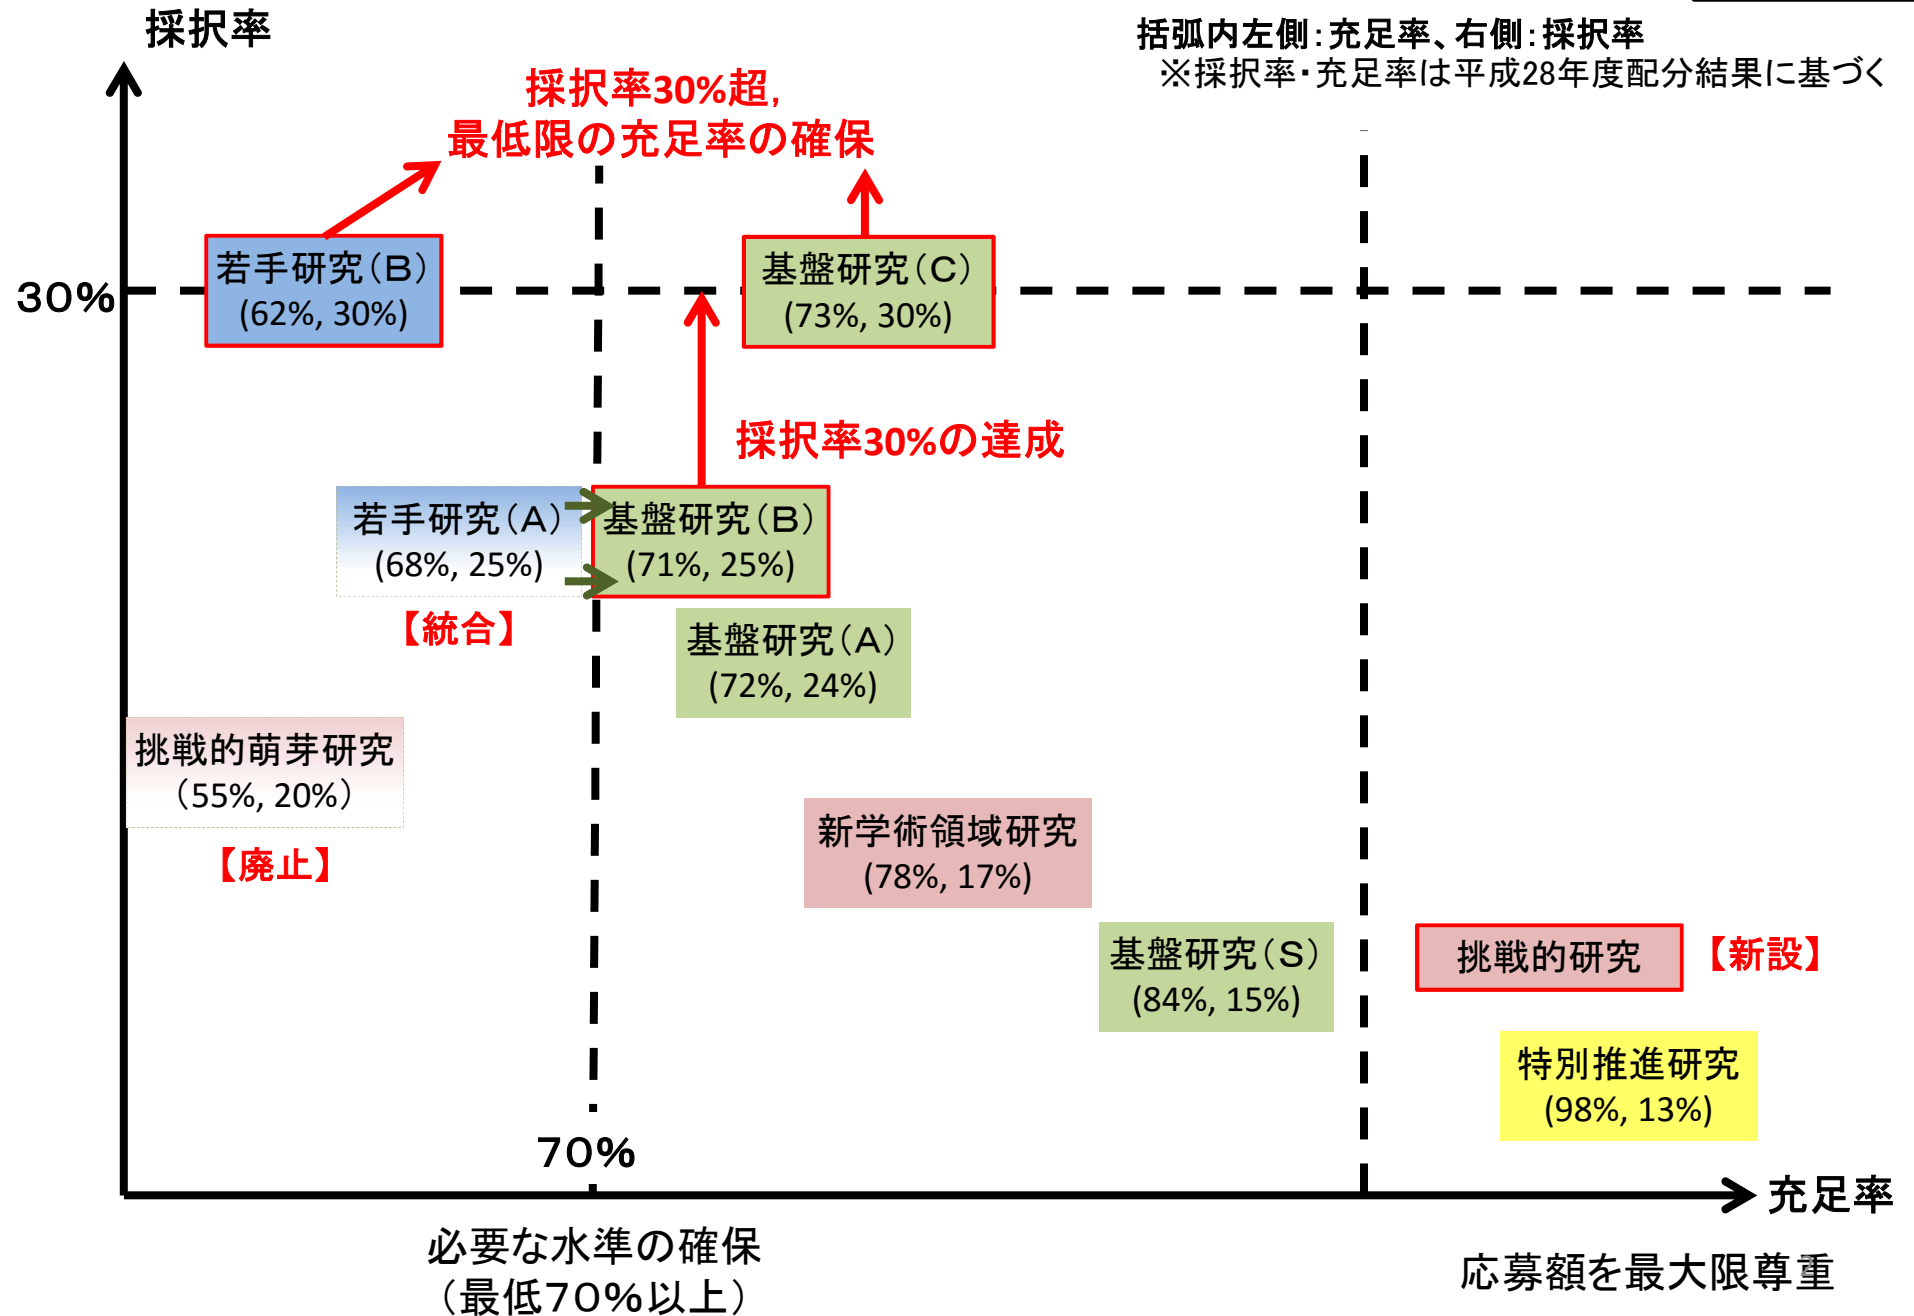 採択率
括弧内左側：充足率、右側：採択率
※採択率・充足率は平成28年度配分結果に基づく
採択率30%超，
最低限の充足率の確保
30%
若手研究（B）
(62%, 30%)
基盤研究（C）
(73%, 30%)
採択率30%の達成
若手研究（A）
(68%, 25%)
【統合】
基盤研究（B）
(71%, 25%)
基盤研究（A）
(72%, 24%)
挑戦的萌芽研究
（55%, 20%）
【廃止】
新学術領域研究
(78%, 17%)
基盤研究（S）
(84%, 15%)
挑戦的研究
【新設】
特別推進研究
(98%, 13%)
70%
充足率
必要な水準の確保
（最低70%以上）
応募額を最大限尊重